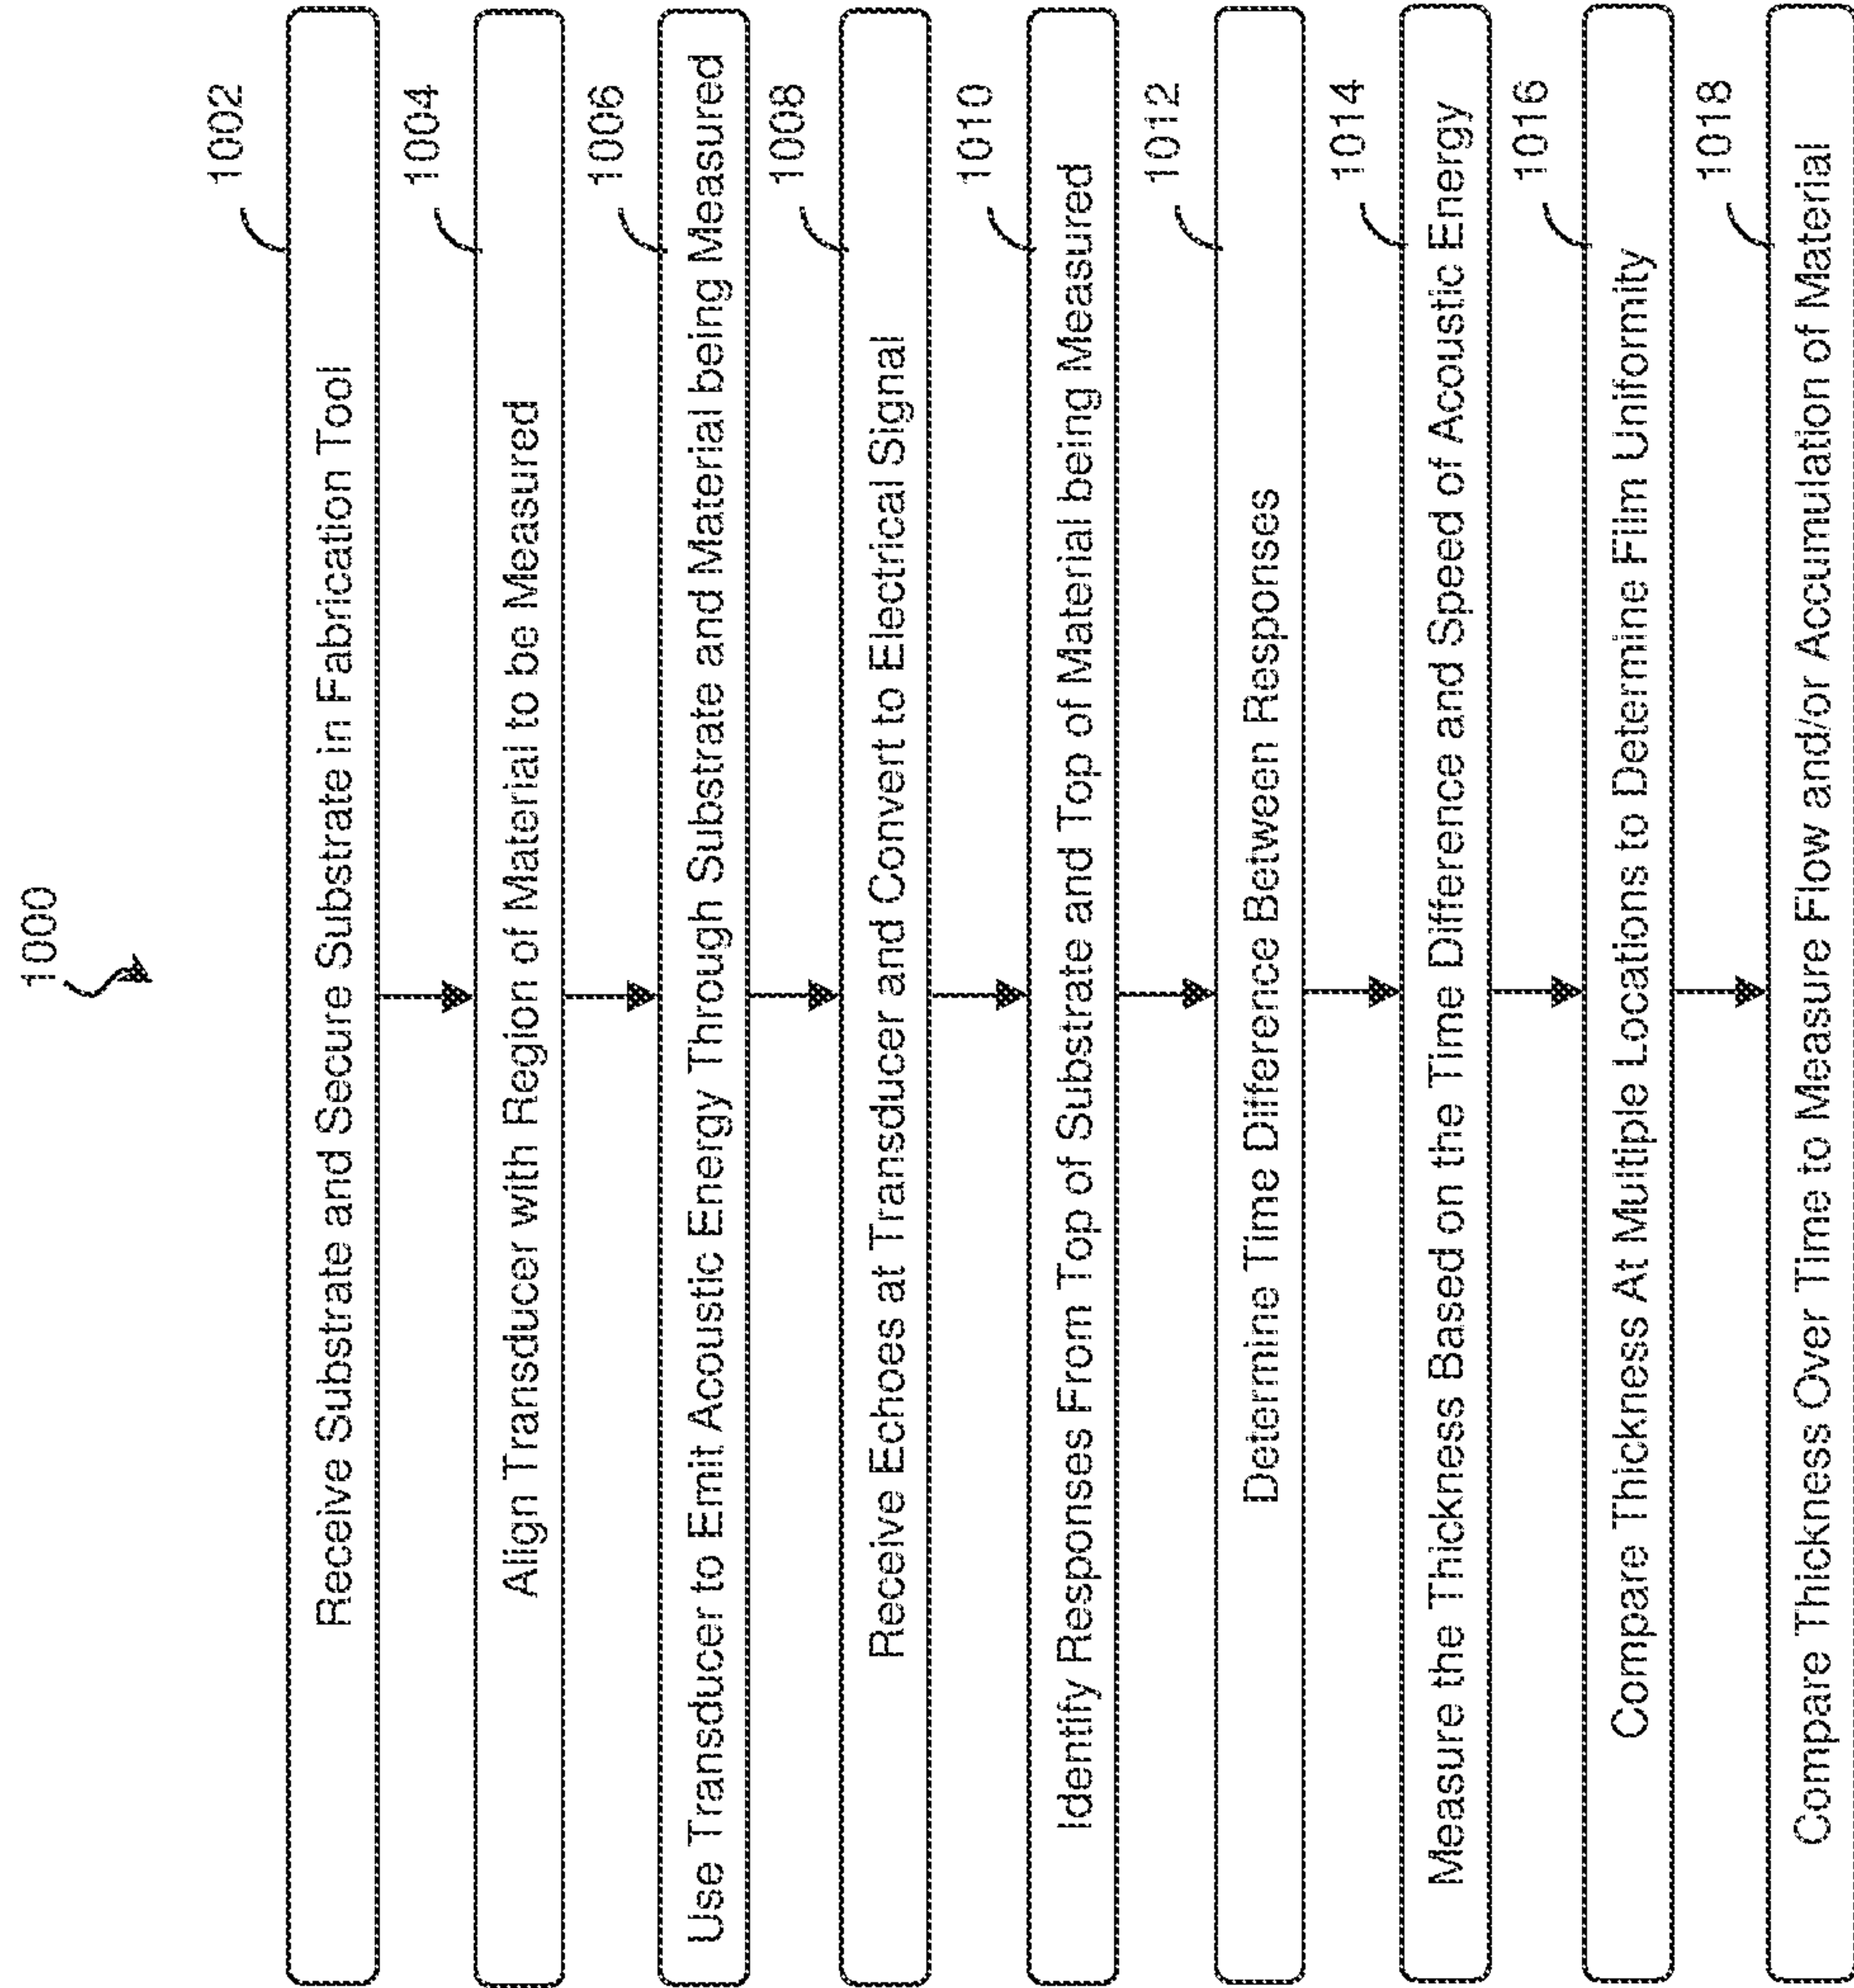 1000
1002
Receive Substrate and Secure Substrate in Fabrication Tool
1004
Align Transducer with Region of Material to be Measured
1006
Use Transducer to Emit Acoustic Energy Through Substrate and Material being Measured
1008
Receive Echoes at Transducer and Convert to Electrical Signal
1010
Identify Responses From Top of Substrate and Top of Material being Measured
1012
Determine Time Difference Between Responses
1014
Measure the Thickness Based on the Time Difference and Speed of Acoustic Energy
1016
Compare Thickness At Multiple Locations to Determine Film Uniformity
1018
Compare Thickness Over Time to Measure Flow and/or Accumulation of Material